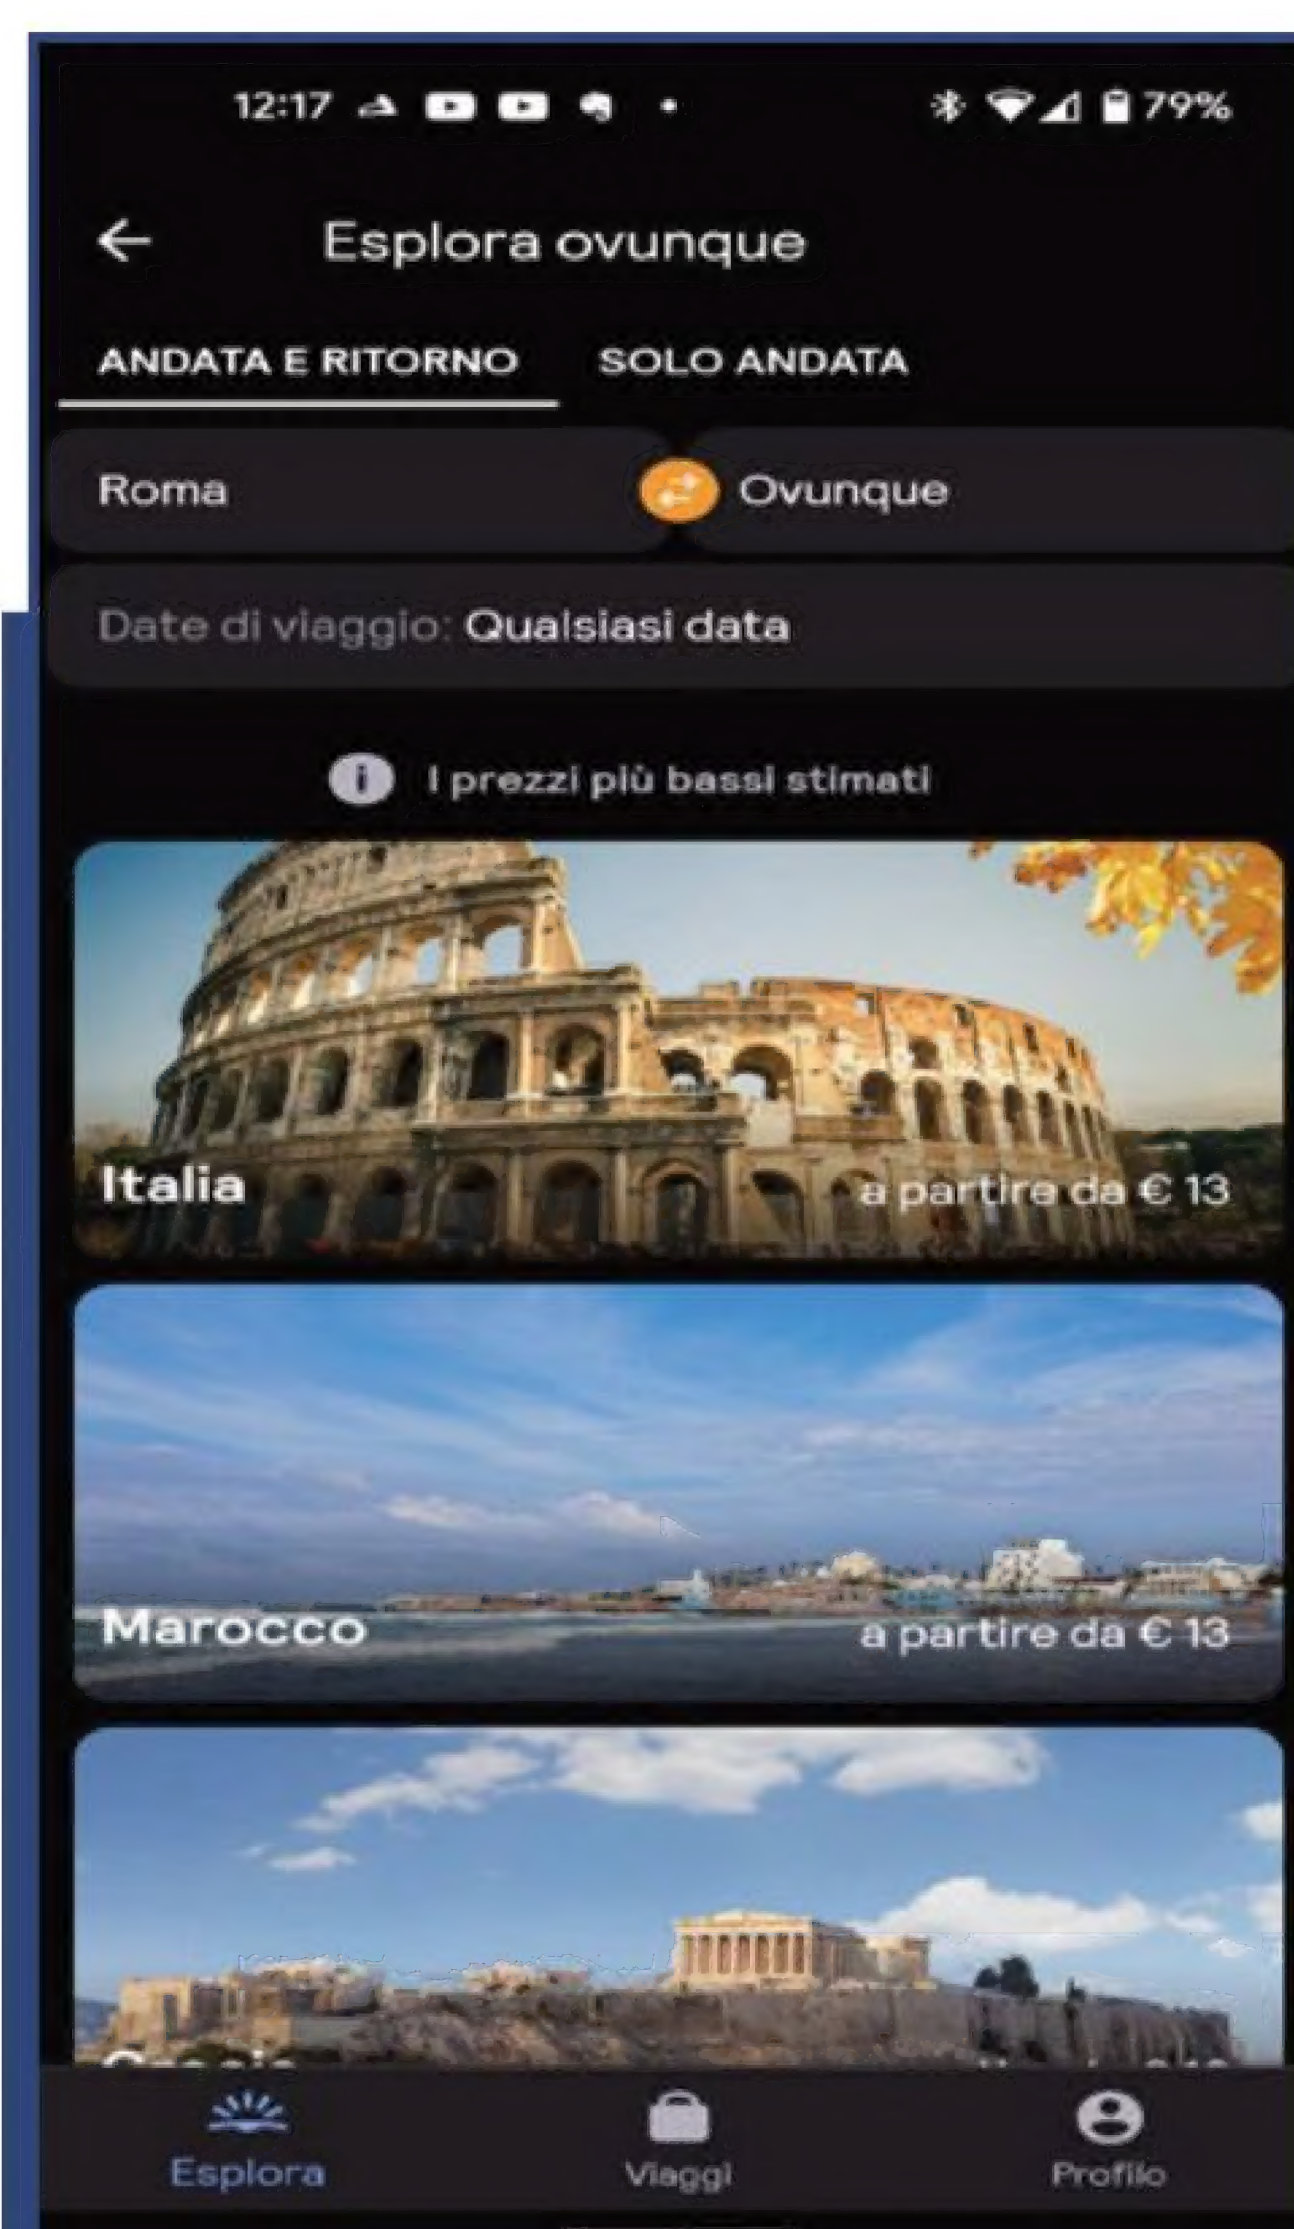 12:17
79%
Esplora ovunque
ANDATA E RITORNO SOLO ANDATA
Roma Ovunque
Date di viaggio: Qualsiasi data
i I prezzi più bassi stimati
Italia a partire da € 13
Marocco a partire da € 13
Esplora Viaggi Profilo